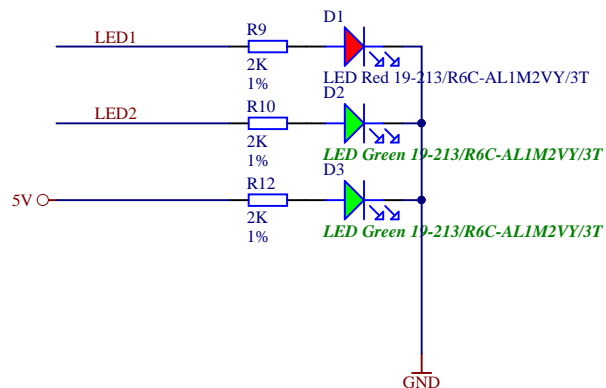 D1
R9
LED1
2K
1%
LED Red 19-213/R6C-AL1M2VY/3T
D2
R10
LED2
2K
1%
LED Green 19-213/R6C-AL1M2VY/3T
D3
R12
5V
2K
1%
LED Green 19-213/R6C-AL1M2VY/3T
GND